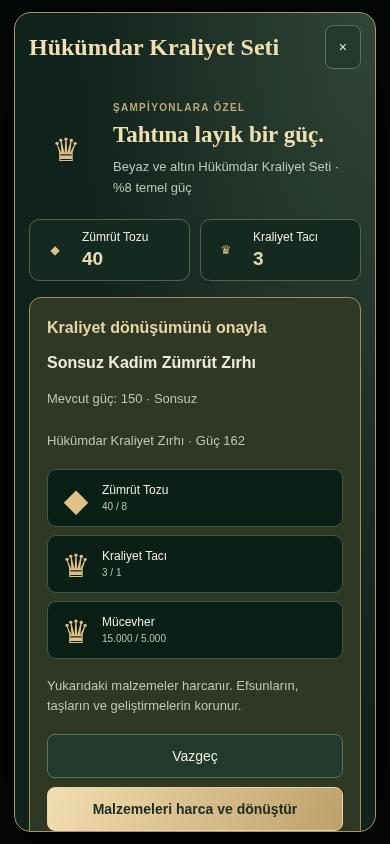 Hükümdar Kraliyet Seti
×
ŞAMPİYONLARA ÖZEL
Tahtına layık bir güç.
Beyaz ve altın Hükümdar Kraliyet Seti ·
%8 temel güç
Zümrüt Tozu
40
Kraliyet Tacı
3
Kraliyet dönüşümünü onayla
Sonsuz Kadim Zümrüt Zırhı
Mevcut güç: 150 · Sonsuz
Hükümdar Kraliyet Zırhı · Güç 162
Zümrüt Tozu
40 / 8
Kraliyet Tacı
3 / 1
Mücevher
15.000 / 5.000
Yukarıdaki malzemeler harcanır. Efsunların,
taşların ve geliştirmelerin korunur.
Vazgeç
Malzemeleri harca ve dönüştür